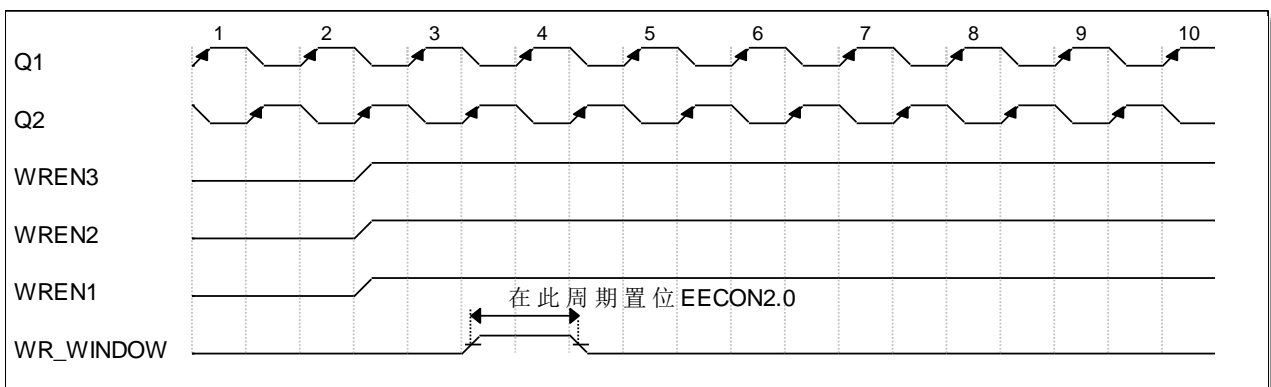 1 2 3 4 5 6 7 8 9 10
Q1
Q2
WREN3
WREN2
WREN1
在此周期置位EECON2.0
WR_WINDOW